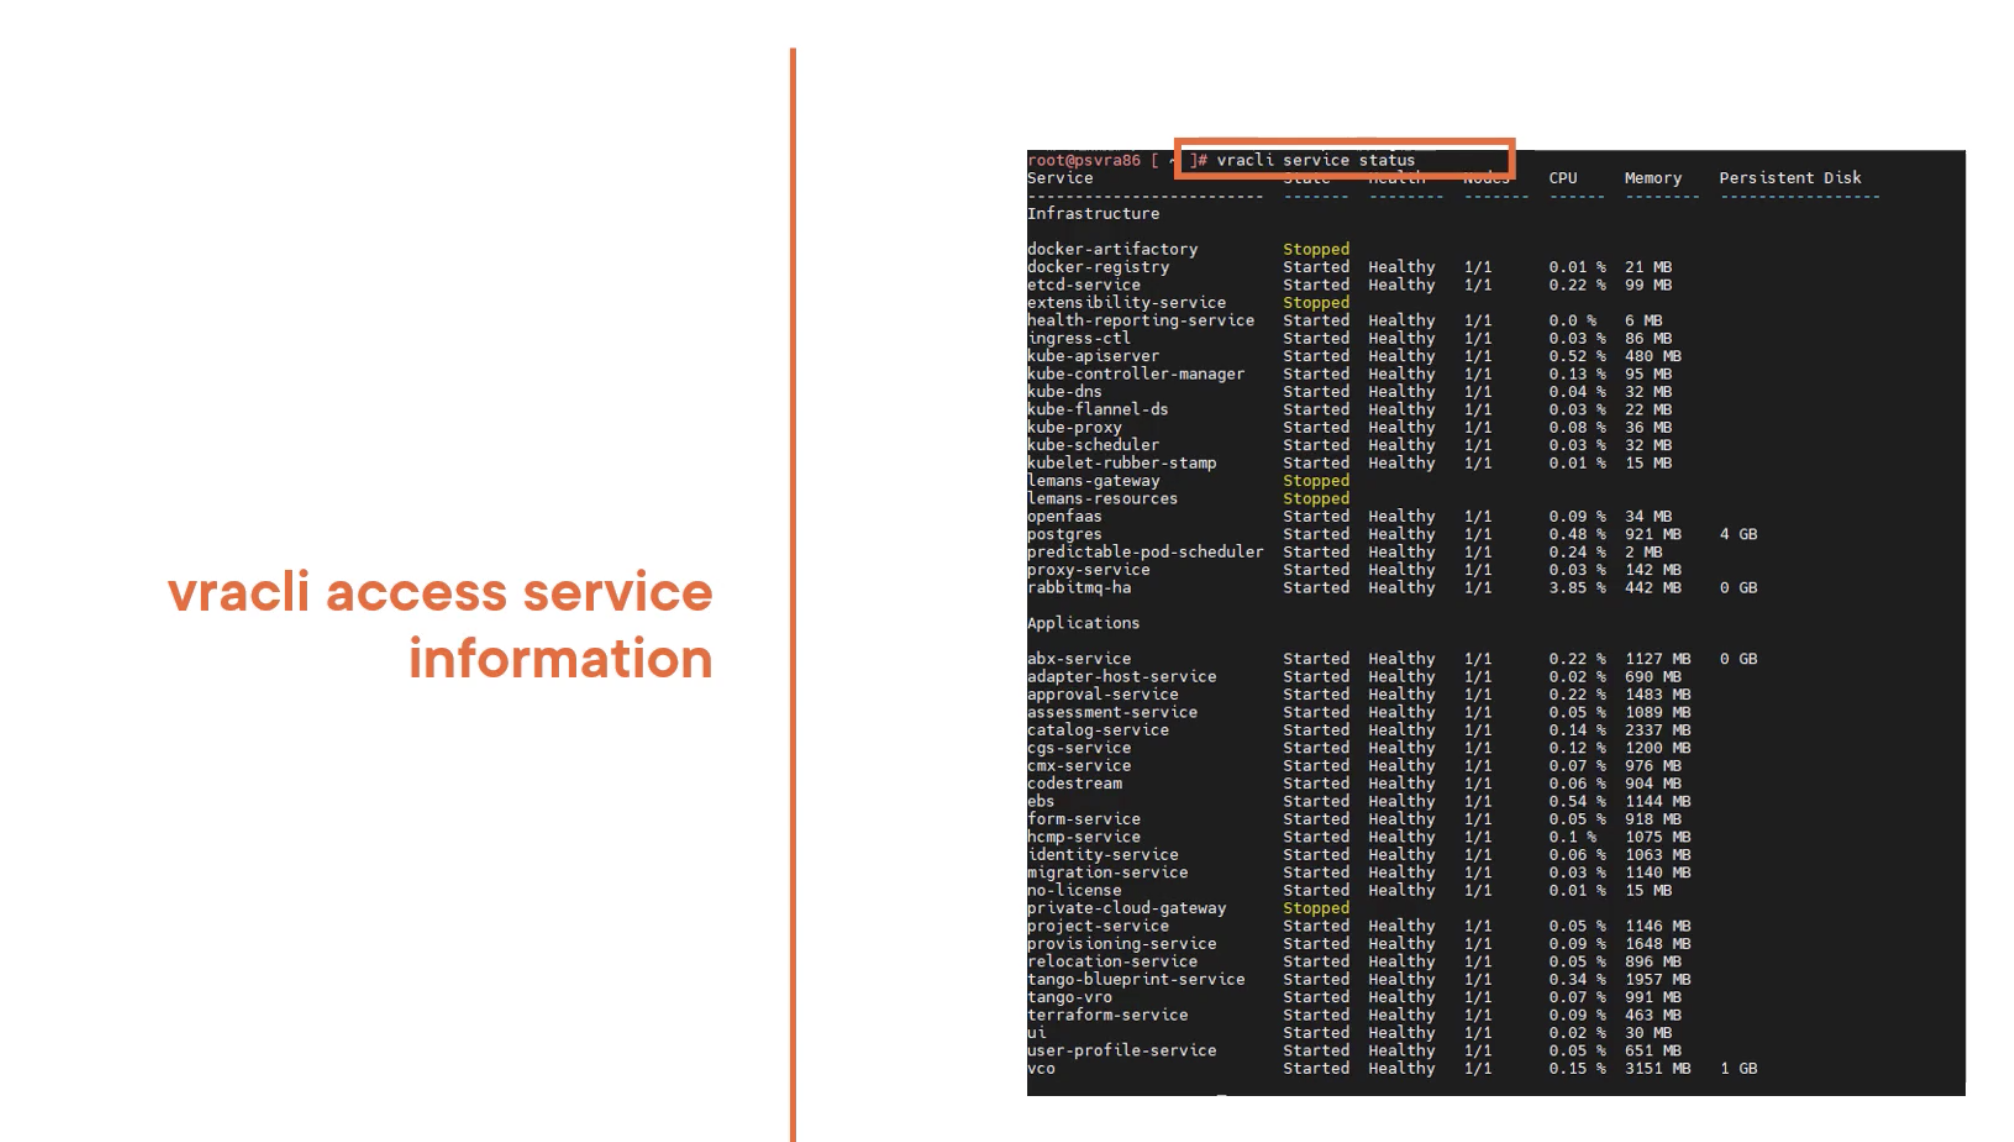 vracli access service
information
root@psvra86 [ ~ ]# vracli service status
Service State Health Nodes CPU Memory Persistent Disk
------------------------- ------- -------- ------- ------ -------- -----------------
Infrastructure
docker-artifactory Stopped
docker-registry Started Healthy 1/1 0.01 % 21 MB
etcd-service Started Healthy 1/1 0.22 % 99 MB
extensibility-service Stopped
health-reporting-service Started Healthy 1/1 0.0 % 6 MB
ingress-ctl Started Healthy 1/1 0.03 % 86 MB
kube-apiserver Started Healthy 1/1 0.52 % 480 MB
kube-controller-manager Started Healthy 1/1 0.13 % 95 MB
kube-dns Started Healthy 1/1 0.04 % 32 MB
kube-flannel-ds Started Healthy 1/1 0.03 % 22 MB
kube-proxy Started Healthy 1/1 0.08 % 36 MB
kube-scheduler Started Healthy 1/1 0.03 % 32 MB
kubelet-rubber-stamp Started Healthy 1/1 0.01 % 15 MB
lemans-gateway Stopped
lemans-resources Stopped
openfaas Started Healthy 1/1 0.09 % 34 MB
postgres Started Healthy 1/1 0.48 % 921 MB 4 GB
predictable-pod-scheduler Started Healthy 1/1 0.24 % 2 MB
proxy-service Started Healthy 1/1 0.03 % 142 MB
rabbitmq-ha Started Healthy 1/1 3.85 % 442 MB 0 GB
Applications
abx-service Started Healthy 1/1 0.22 % 1127 MB 0 GB
adapter-host-service Started Healthy 1/1 0.02 % 690 MB
approval-service Started Healthy 1/1 0.22 % 1483 MB
assessment-service Started Healthy 1/1 0.05 % 1089 MB
catalog-service Started Healthy 1/1 0.14 % 2337 MB
cgs-service Started Healthy 1/1 0.12 % 1200 MB
cmx-service Started Healthy 1/1 0.07 % 976 MB
codestream Started Healthy 1/1 0.06 % 904 MB
ebs Started Healthy 1/1 0.54 % 1144 MB
form-service Started Healthy 1/1 0.05 % 918 MB
hcmp-service Started Healthy 1/1 0.1 % 1075 MB
identity-service Started Healthy 1/1 0.06 % 1063 MB
migration-service Started Healthy 1/1 0.03 % 1140 MB
no-license Started Healthy 1/1 0.01 % 15 MB
private-cloud-gateway Stopped
project-service Started Healthy 1/1 0.05 % 1146 MB
provisioning-service Started Healthy 1/1 0.09 % 1648 MB
relocation-service Started Healthy 1/1 0.05 % 896 MB
tango-blueprint-service Started Healthy 1/1 0.34 % 1957 MB
tango-vro Started Healthy 1/1 0.07 % 991 MB
terraform-service Started Healthy 1/1 0.09 % 463 MB
ui Started Healthy 1/1 0.02 % 30 MB
user-profile-service Started Healthy 1/1 0.05 % 651 MB
vco Started Healthy 1/1 0.15 % 3151 MB 1 GB